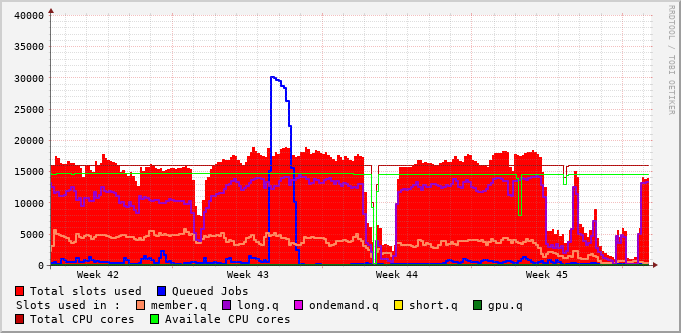 40000
35000
30000
25000
20000
15000
10000
5000
0
Week 42 Week 43 Week 44 Week 45
RRDTOOL / TOBI OETIKER
Total slots used Queued Jobs
Slots used in : member.q long.q ondemand.q short.q gpu.q
Total CPU cores Availale CPU cores